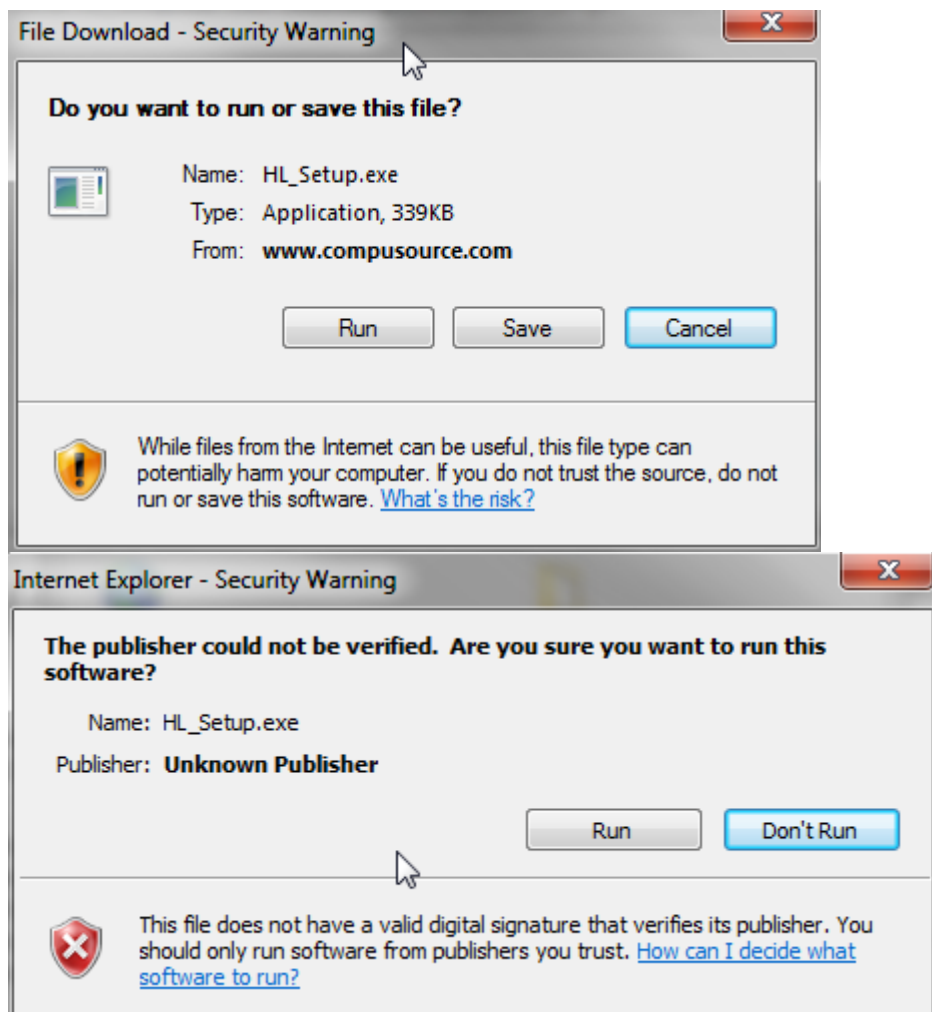 File Download - Security Warning
Do you want to run or save this file?
Name: HL_Setup.exe
Type: Application, 339KB
From: www.compusource.com
Run Save Cancel
While files from the Internet can be useful, this file type can
potentially harm your computer. If you do not trust the source, do not
run or save this software. What's the risk?
Internet Explorer - Security Warning
The publisher could not be verified. Are you sure you want to run this
software?
Name: HL_Setup.exe
Publisher: Unknown Publisher
Run Don't Run
This file does not have a valid digital signature that verifies its publisher. You
should only run software from publishers you trust. How can I decide what
software to run?